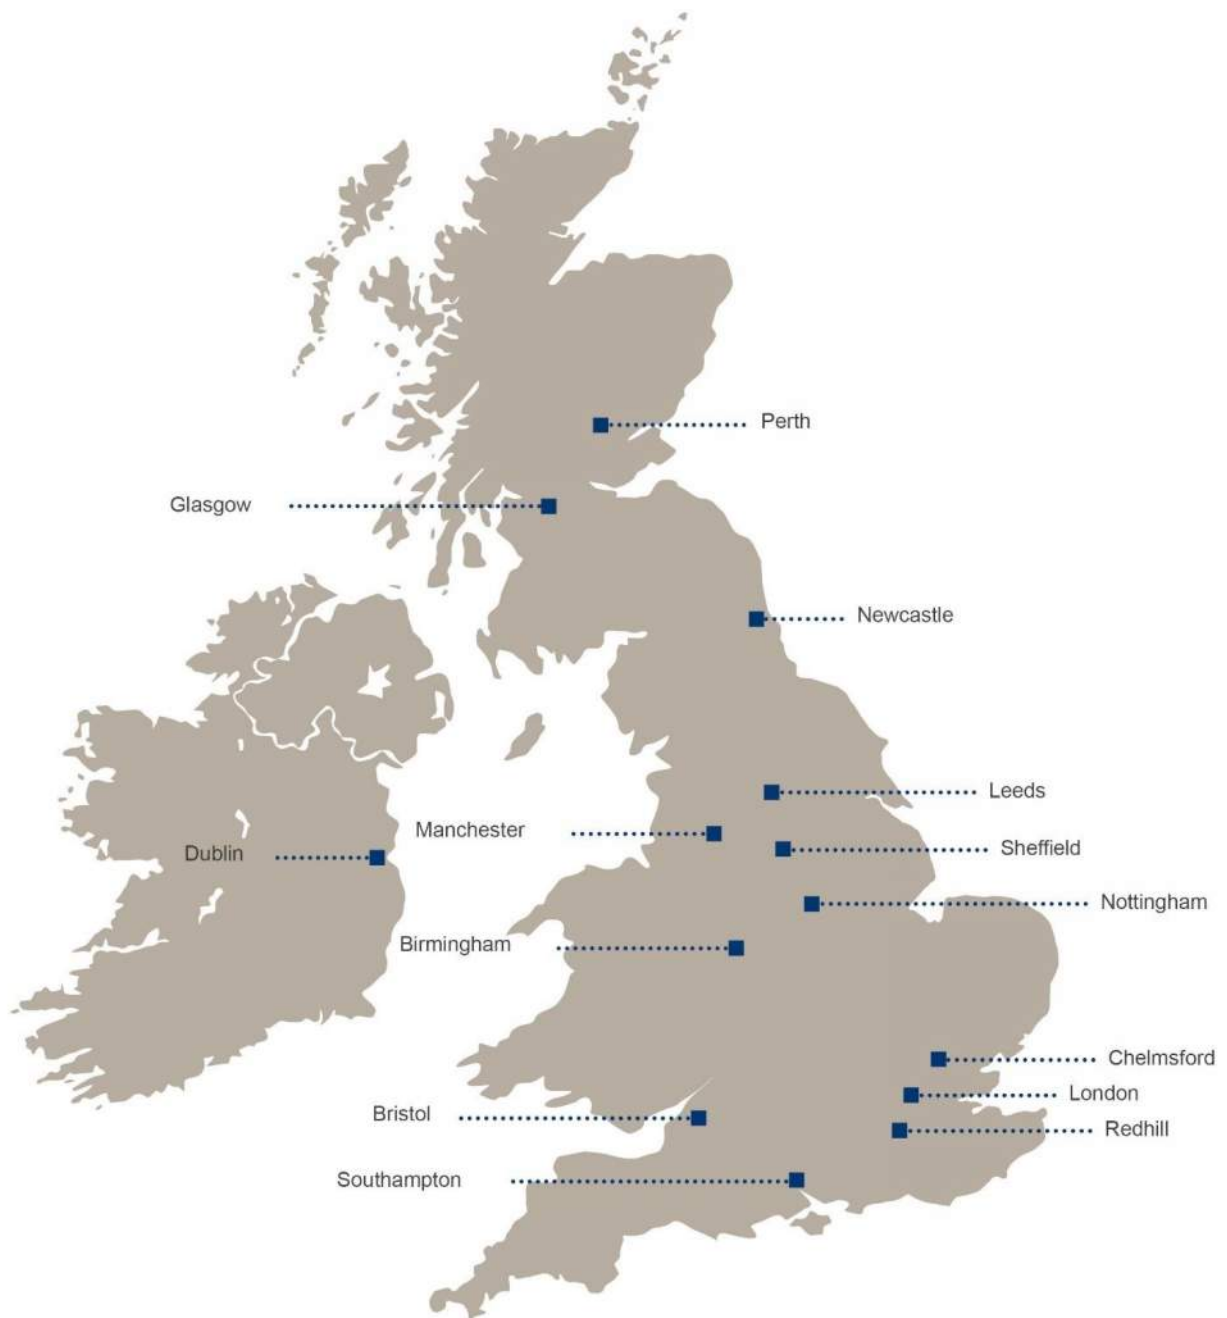 Perth
Glasgow
Newcastle
Leeds
Manchester
Sheffield
Dublin
Nottingham
Birmingham
Chelmsford
London
Bristol
Redhill
Southampton